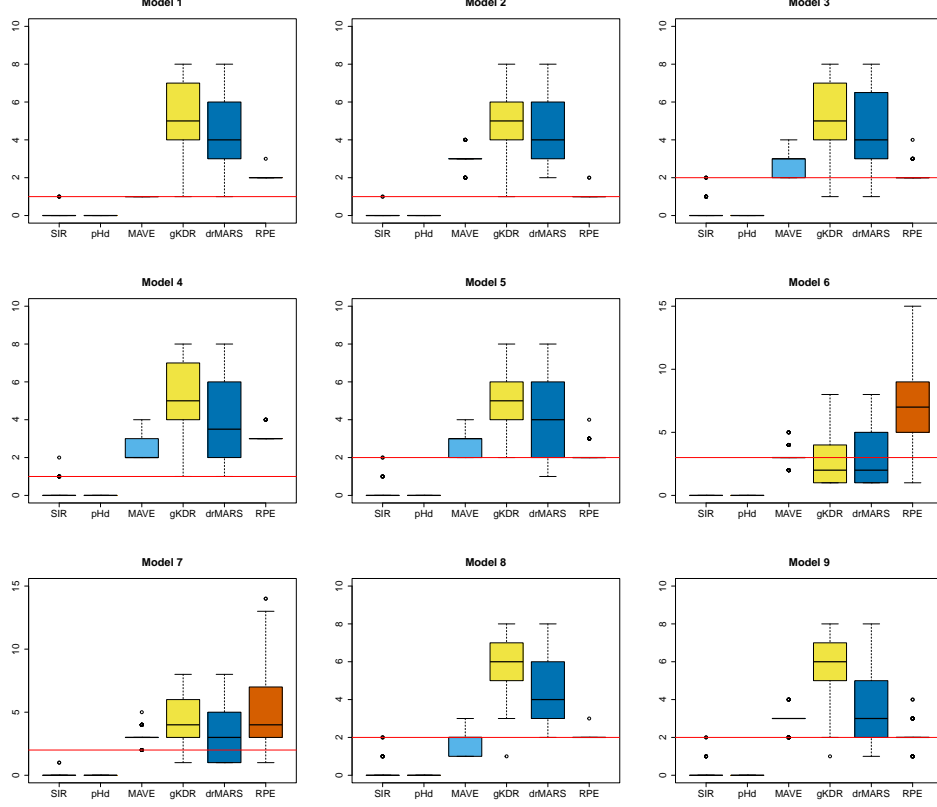 Model 1 Model 2 Model 3
10 8 6 4 2 0 10 8 6 4 2 0 10 8 6 4 2 0
SIR pHd MAVE gKDR drMARS RPE SIR pHd MAVE gKDR drMARS RPE SIR pHd MAVE gKDR drMARS RPE
Model 4 Model 5 Model 6
10 8 6 4 2 0 10 8 6 4 2 0 15 10 5 0
SIR pHd MAVE gKDR drMARS RPE SIR pHd MAVE gKDR drMARS RPE SIR pHd MAVE gKDR drMARS RPE
Model 7 Model 8 Model 9
15 10 5 0 10 8 6 4 2 0 10 8 6 4 2 0
SIR pHd MAVE gKDR drMARS RPE SIR pHd MAVE gKDR drMARS RPE SIR pHd MAVE gKDR drMARS RPE